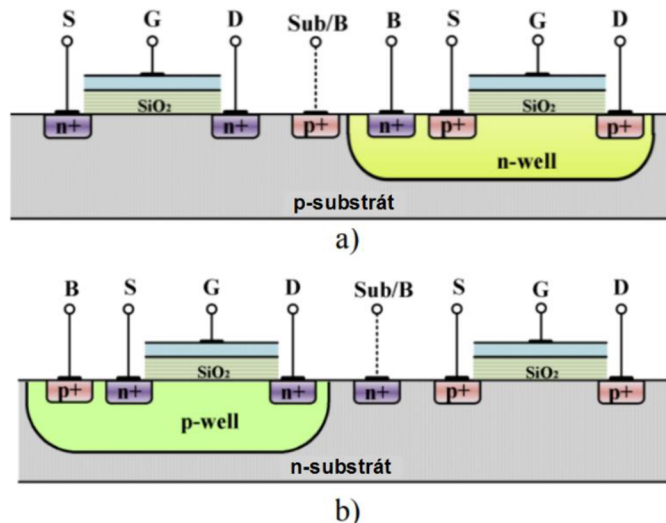 S G D Sub/B B S G D
SiO₂ SiO₂
n+ n+ p+ n+ p+ p+
n-well
p-substrát
a)
B S G D Sub/B S G D
SiO₂ SiO₂
p+ n+ n+ n+ p+ p+
p-well
n-substrát
b)